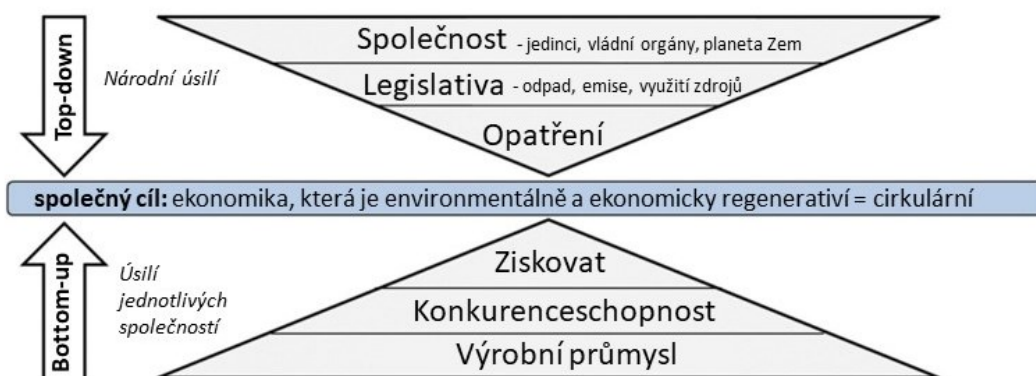 Top-down
Národní úsilí
Společnost - jedinci, vládní orgány, planeta Zem
Legislativa - odpad, emise, využití zdrojů
Opatření
společný cíl: ekonomika, která je environmentálně a ekonomicky regenerativí = cirkulární
Bottom-up
Úsilí
jednotlivých
společností
Ziskovat
Konkurenceschopnost
Výrobní průmysl